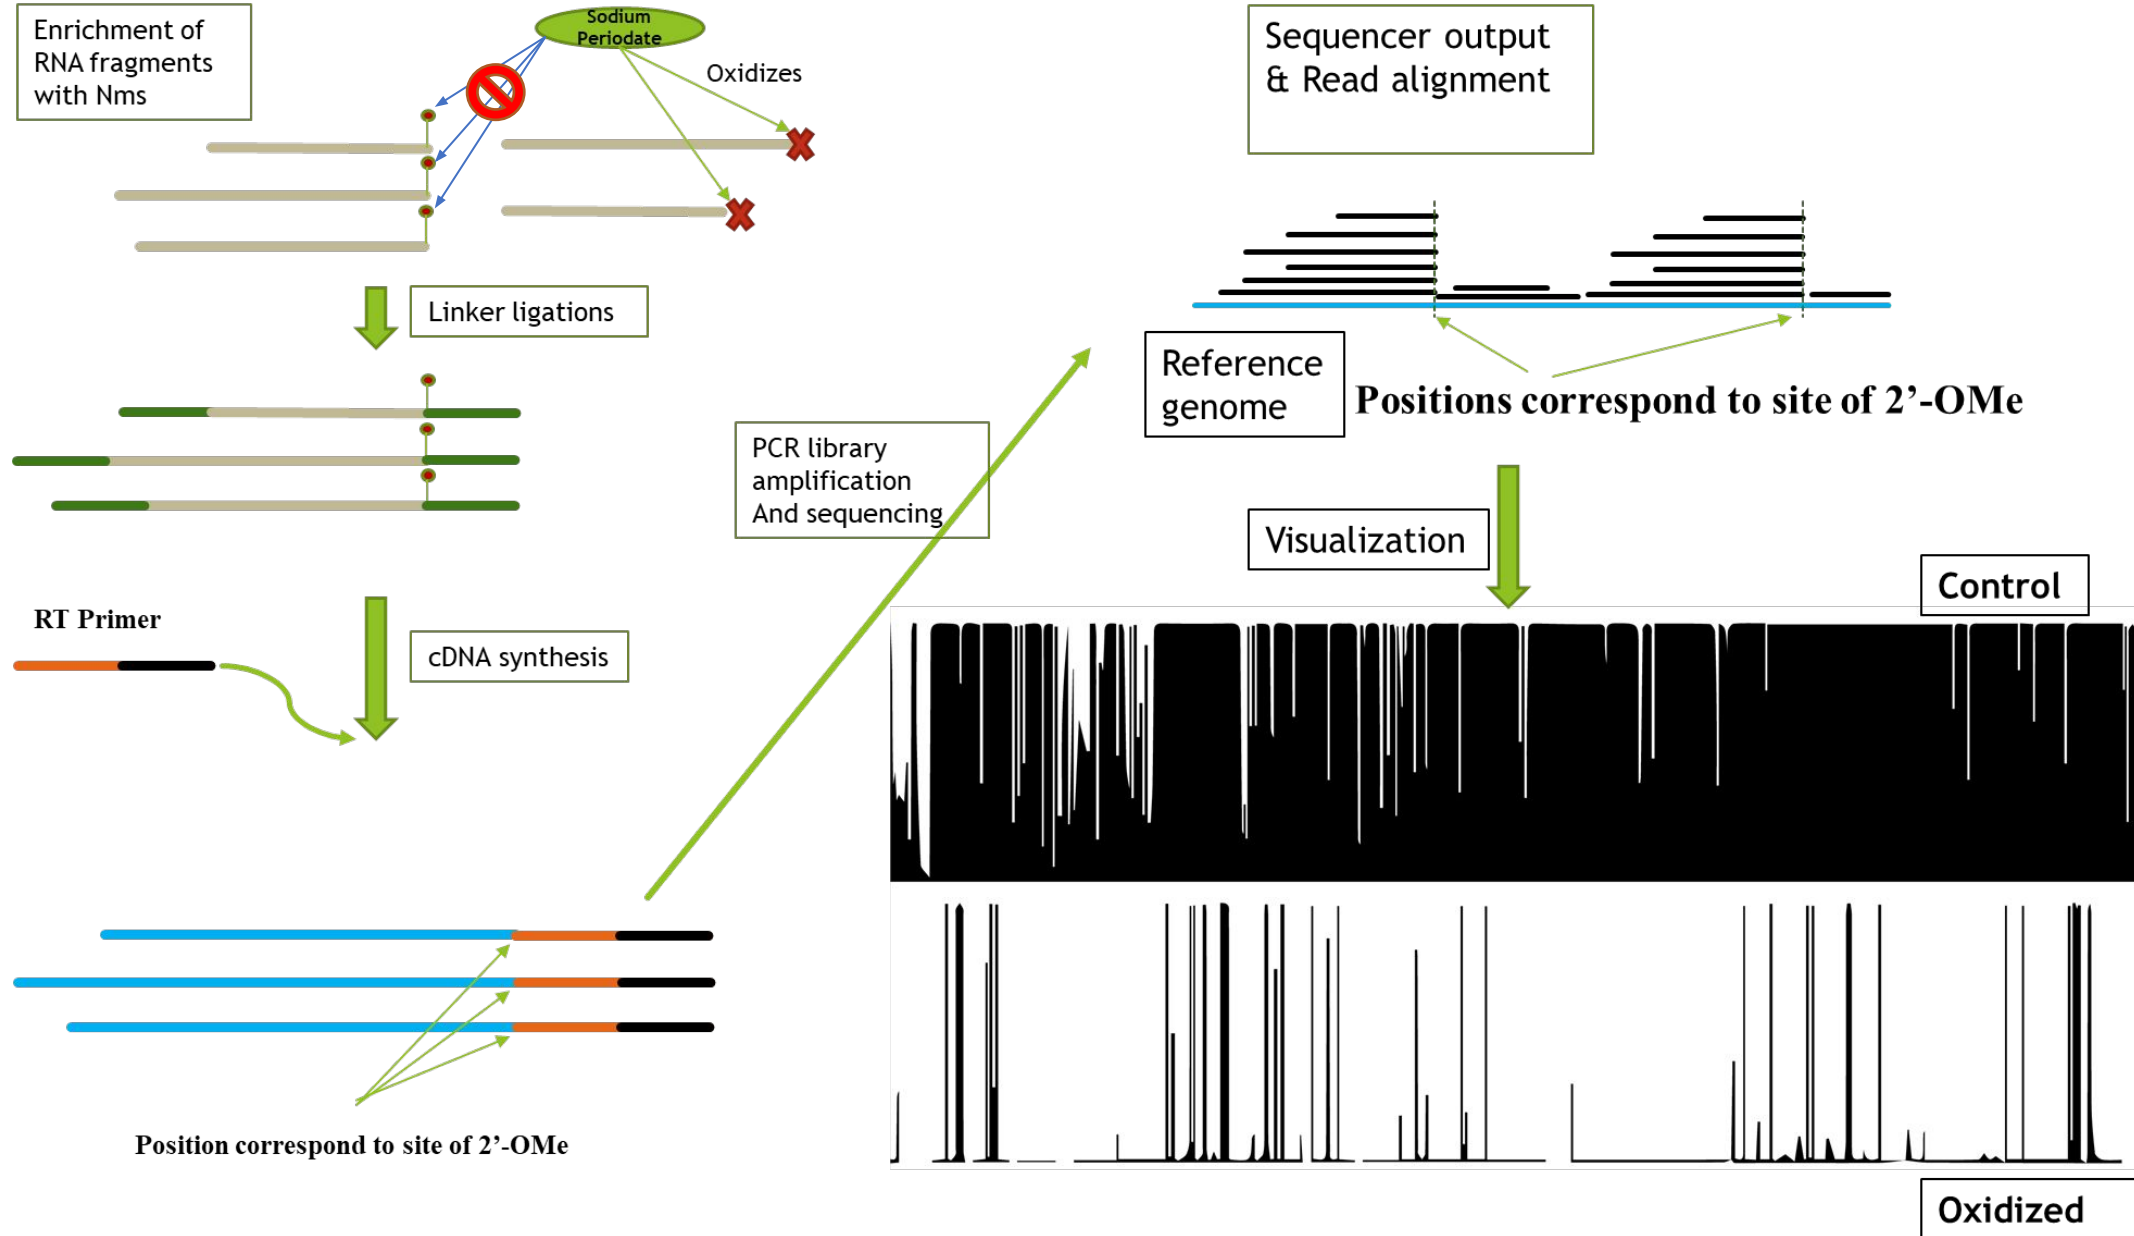 Enrichment of
RNA fragments
with Nms
Sodium
Periodate
Oxidizes
Linker ligations
RT Primer
cDNA synthesis
Position correspond to site of 2’-OMe
PCR library
amplification
And sequencing
Sequencer output
& Read alignment
Reference
genome
Positions correspond to site of 2’-OMe
Visualization
Control
Oxidized